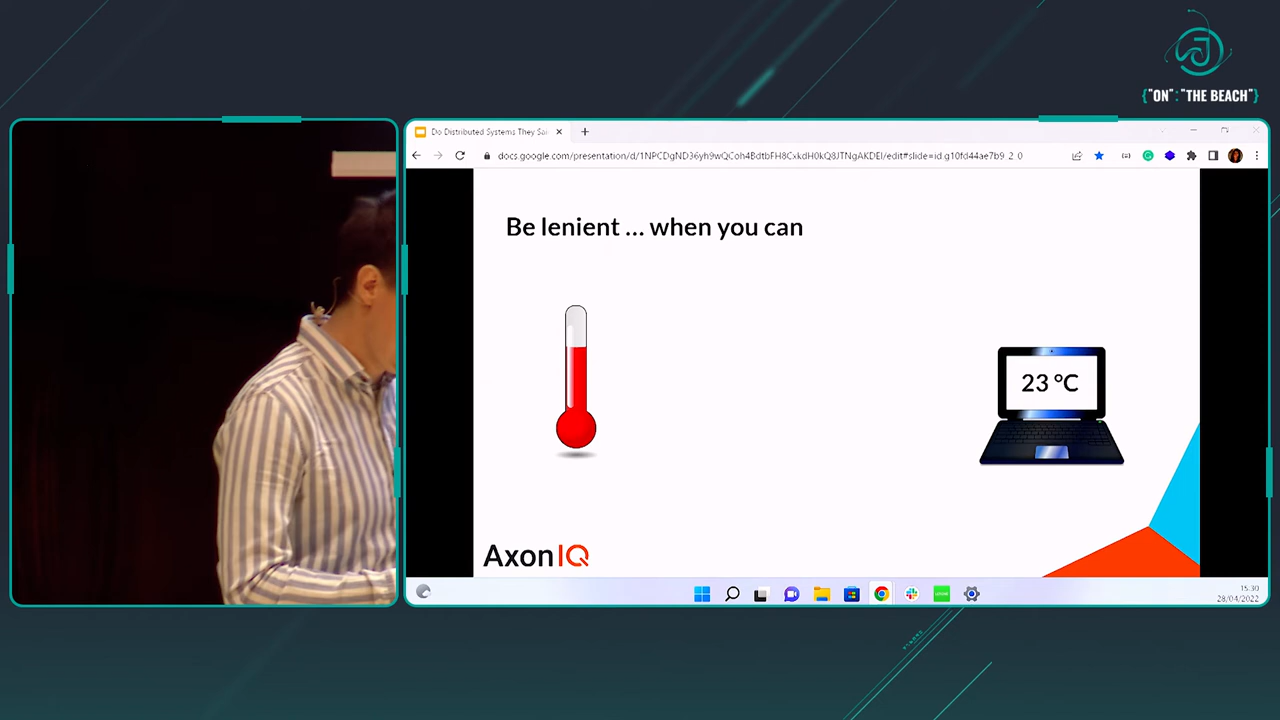 {"ON":"THE BEACH"}
Do Distributed Systems They Sai
docs.google.com/presentation/d/1NPCDgND36yh9wQCoh4BdtbFH8CxkdH0kQ8JTNgAKDEI/edit#slide=id.g10fd44ae7b9_2_0
Be lenient ... when you can
23 °C
AxonIQ
15:30
28/04/2022